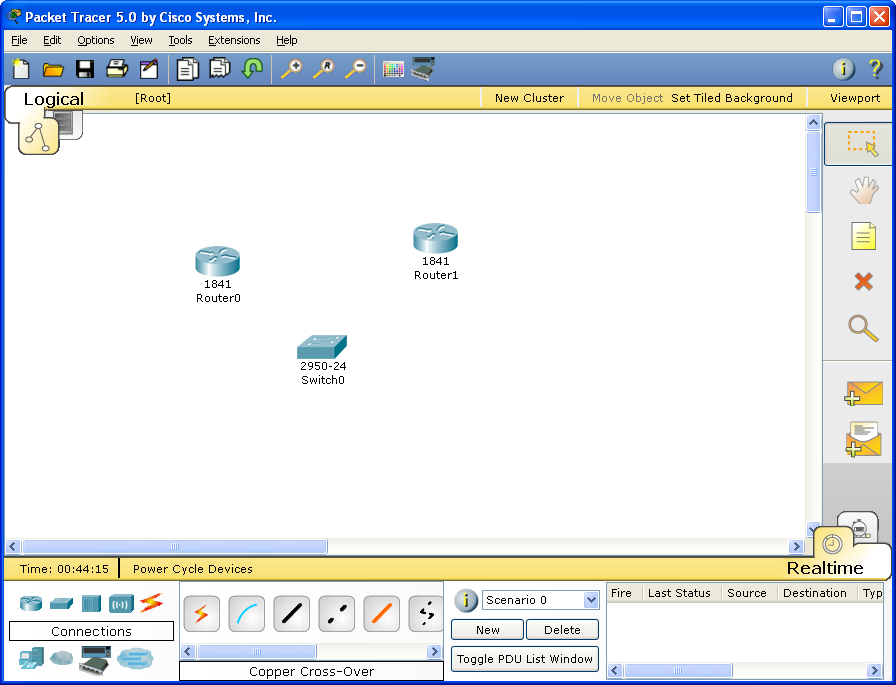 Packet Tracer 5.0 by Cisco Systems, Inc.
File Edit Options View Tools Extensions Help
Logical [Root] New Cluster Move Object Set Tiled Background Viewport
1841
Router0
1841
Router1
2950-24
Switch0
Time: 00:44:15 Power Cycle Devices
Realtime
Connections
Copper Cross-Over
Scenario 0
New Delete
Toggle PDU List Window
Fire Last Status Source Destination Typ